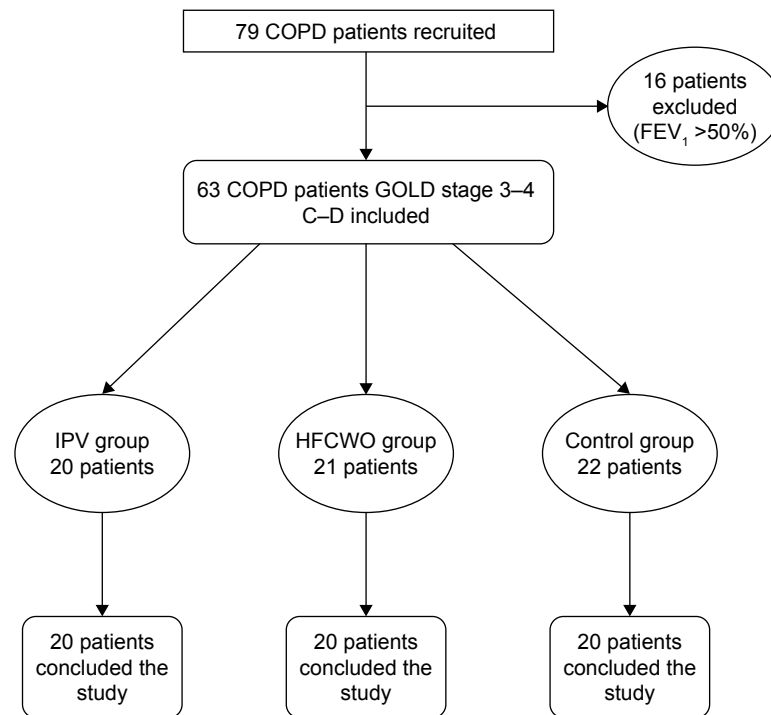 79 COPD patients recruited
16 patients
excluded
(FEV₁ >50%)
63 COPD patients GOLD stage 3–4
C–D included
IPV group
20 patients
HFCWO group
21 patients
Control group
22 patients
20 patients
concluded the
study
20 patients
concluded the
study
20 patients
concluded the
study